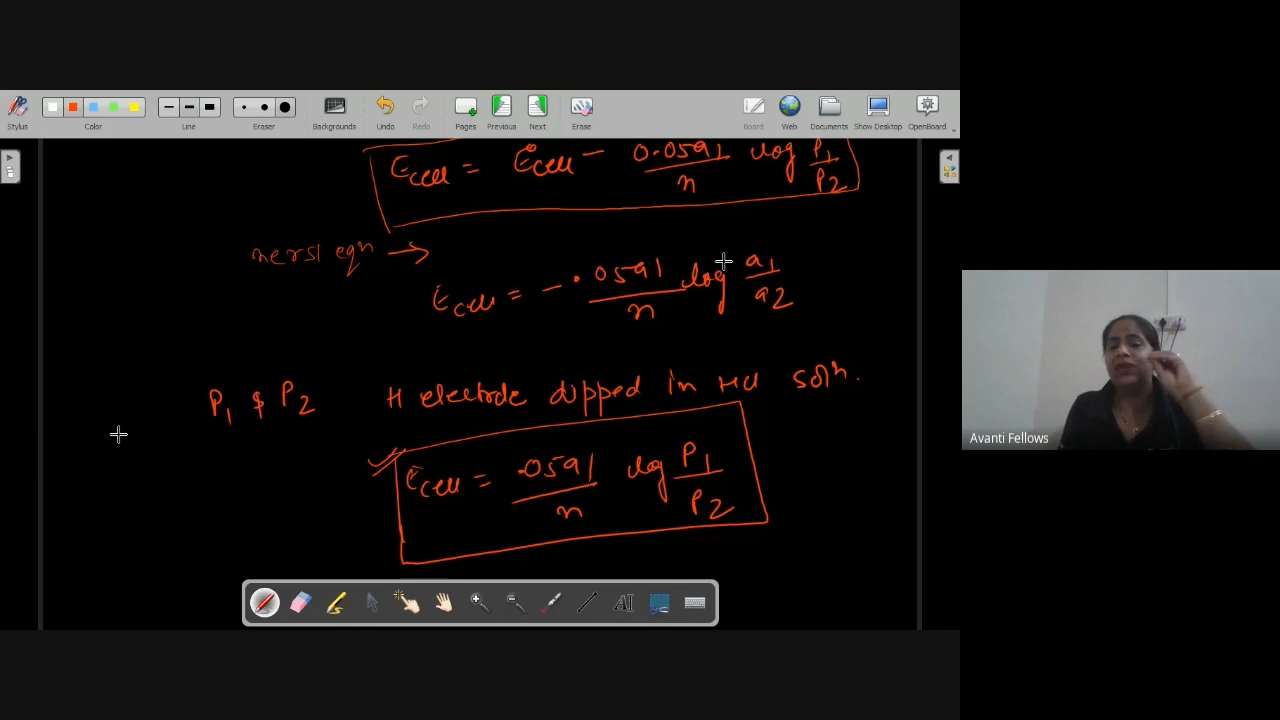 Stylus Color Line Eraser Backgrounds Undo Redo Pages Previous Next Erase Board Web Documents Show Desktop OpenBoard
Ecell = E°cell - 0.0591/n log P1/P2
nerst eqn →
Ecell = - .0591/n log a1/a2
P1 & P2 H electrode dipped in HCl soln.
✓ Ecell = .0591/n log P1/P2
Avanti Fellows
AI